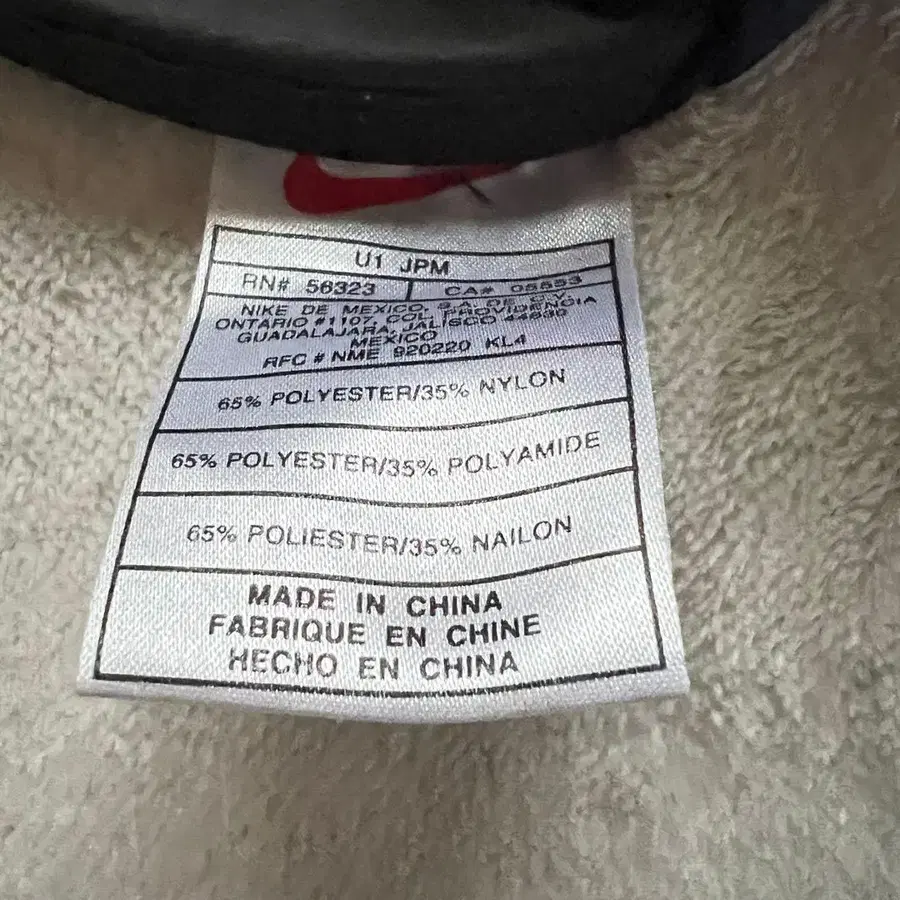 U1 JPM
RN# 56323 CA# 05553
NIKE DE MEXICO, S.A. DE C.V.
ONTARIO #1107, COL. PROVIDENCIA
GUADALAJARA, JALISCO 44630
MEXICO
RFC # NME 920220 KL4
65% POLYESTER/35% NYLON
65% POLYESTER/35% POLYAMIDE
65% POLIESTER/35% NAILON
MADE IN CHINA
FABRIQUE EN CHINE
HECHO EN CHINA